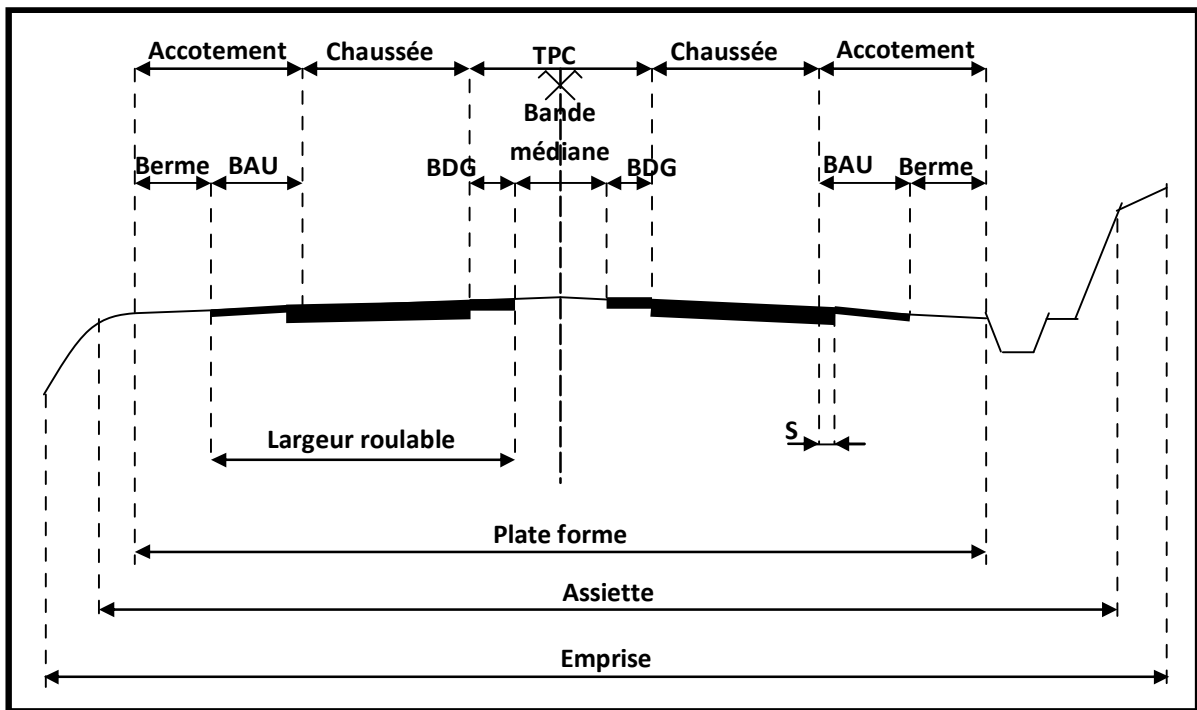 Accotement Chaussée TPC Chaussée Accotement
Bande
médiane
Berme BAU BDG BDG BAU Berme
Largeur roulable S
Plate forme
Assiette
Emprise